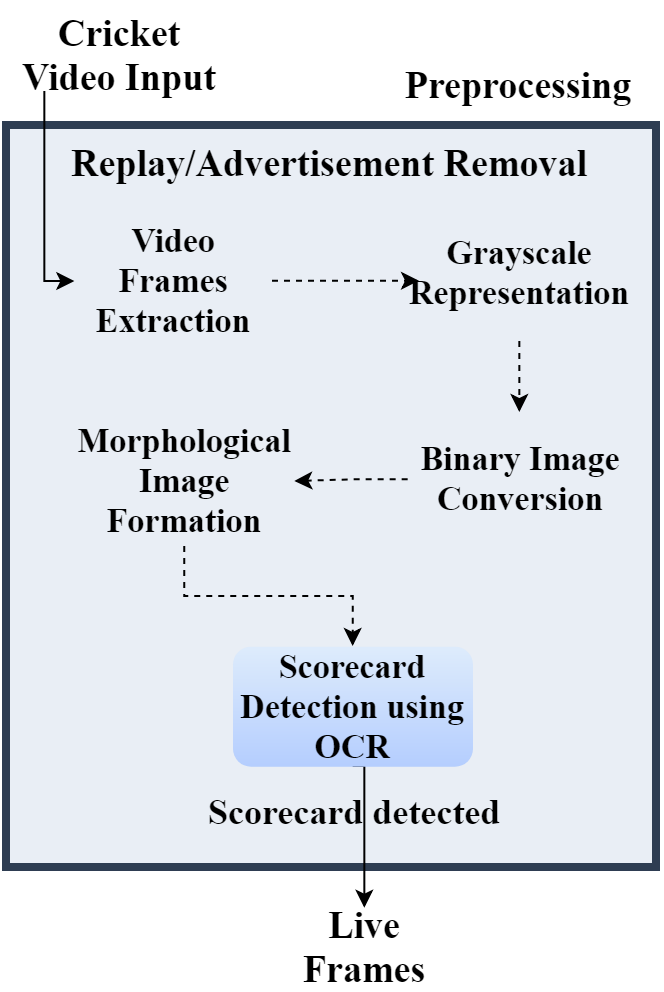 Cricket
Video Input
Preprocessing
Replay/Advertisement Removal
Video
Frames
Extraction
Grayscale
Representation
Morphological
Image
Formation
Binary Image
Conversion
Scorecard
Detection using
OCR
Scorecard detected
Live
Frames